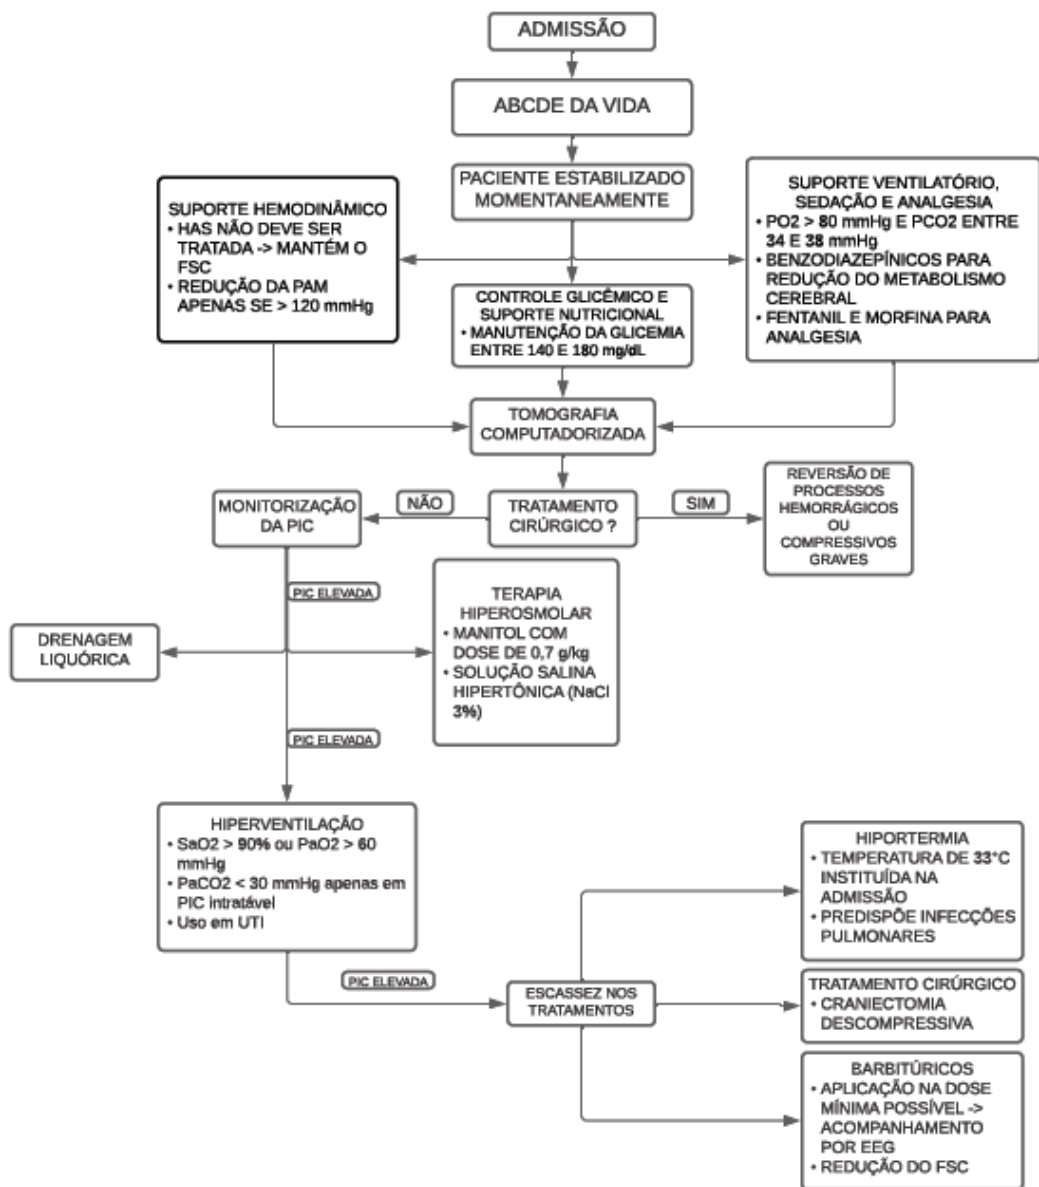 ADMISSÃO
ABCDE DA VIDA
PACIENTE ESTABILIZADO
MOMENTANEAMENTE
SUPORTE HEMODINÂMICO
• HAS NÃO DEVE SER
TRATADA -> MANTÉM O
FSC
• REDUÇÃO DA PAM
APENAS SE > 120 mmHg
CONTROLE GLICÊMICO E
SUPORTE NUTRICIONAL
• MANUTENÇÃO DA GLICEMIA
ENTRE 140 E 180 mg/dL
SUPORTE VENTILATÓRIO,
SEDAÇÃO E ANALGESIA
• PO2 > 80 mmHg E PCO2 ENTRE
34 E 38 mmHg
• BENZODIAZEPÍNICOS PARA
REDUÇÃO DO METABOLISMO
CEREBRAL
• FENTANIL E MORFINA PARA
ANALGESIA
TOMOGRAFIA
COMPUTADORIZADA
TRATAMENTO
CIRÚRGICO ?
NÃO
SIM
MONITORIZAÇÃO
DA PIC
REVERSÃO DE
PROCESSOS
HEMORRÁGICOS
OU
COMPRESSIVOS
GRAVES
PIC ELEVADA
DRENAGEM
LIQUÓRICA
TERAPIA
HIPEROSMOLAR
• MANITOL COM
DOSE DE 0,7 g/kg
• SOLUÇÃO SALINA
HIPERTÔNICA (NaCl
3%)
PIC ELEVADA
HIPERVENTILAÇÃO
• SaO2 > 90% ou PaO2 > 60
mmHg
• PaCO2 < 30 mmHg apenas em
PIC intratável
• Uso em UTI
PIC ELEVADA
ESCASSEZ NOS
TRATAMENTOS
HIPORTERMIA
• TEMPERATURA DE 33°C
INSTITUÍDA NA
ADMISSÃO
• PREDISPÕE INFECÇÕES
PULMONARES
TRATAMENTO CIRÚRGICO
• CRANIECTOMIA
DESCOMPRESSIVA
BARBITÚRICOS
• APLICAÇÃO NA DOSE
MÍNIMA POSSÍVEL ->
ACOMPANHAMENTO
POR EEG
• REDUÇÃO DO FSC